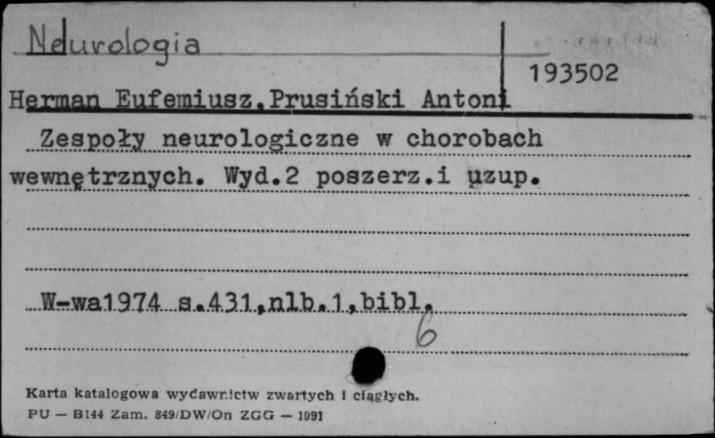 Neurologia
193502
Herman Eufemiusz, Prusiński Antoni
Zespoły neurologiczne w chorobach
wewnętrznych. Wyd.2 poszerz.i uzup.
W-wa1974 s.431,nlb.1,bibl.
6
Karta katalogowa wydawnictw zwartych i ciągłych.
PU — B144 Zam. 849/DW/On ZGG — 1991